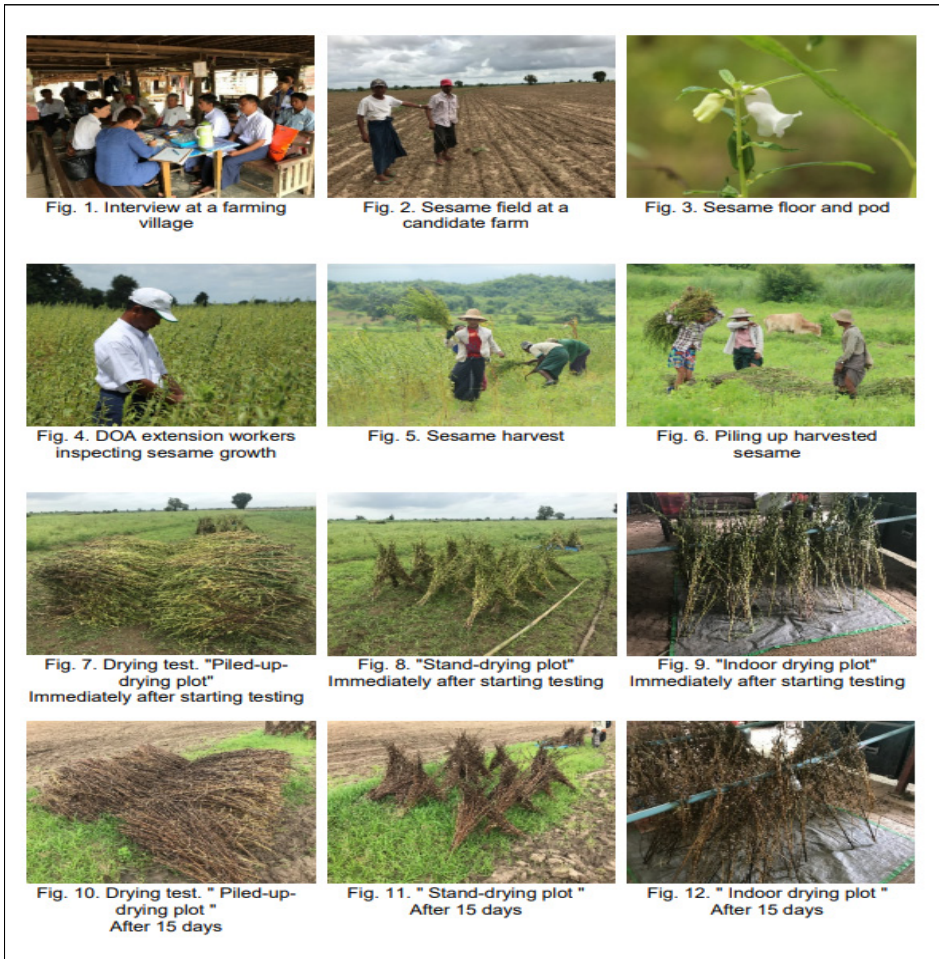 Fig. 1. Interview at a farming
village
Fig. 2. Sesame field at a
candidate farm
Fig. 3. Sesame floor and pod
Fig. 4. DOA extension workers
inspecting sesame growth
Fig. 5. Sesame harvest
Fig. 6. Piling up harvested
sesame
Fig. 7. Drying test. "Piled-up-
drying plot"
Immediately after starting testing
Fig. 8. "Stand-drying plot"
Immediately after starting testing
Fig. 9. "Indoor drying plot"
Immediately after starting testing
Fig. 10. Drying test. " Piled-up-
drying plot "
After 15 days
Fig. 11. " Stand-drying plot "
After 15 days
Fig. 12. " Indoor drying plot "
After 15 days